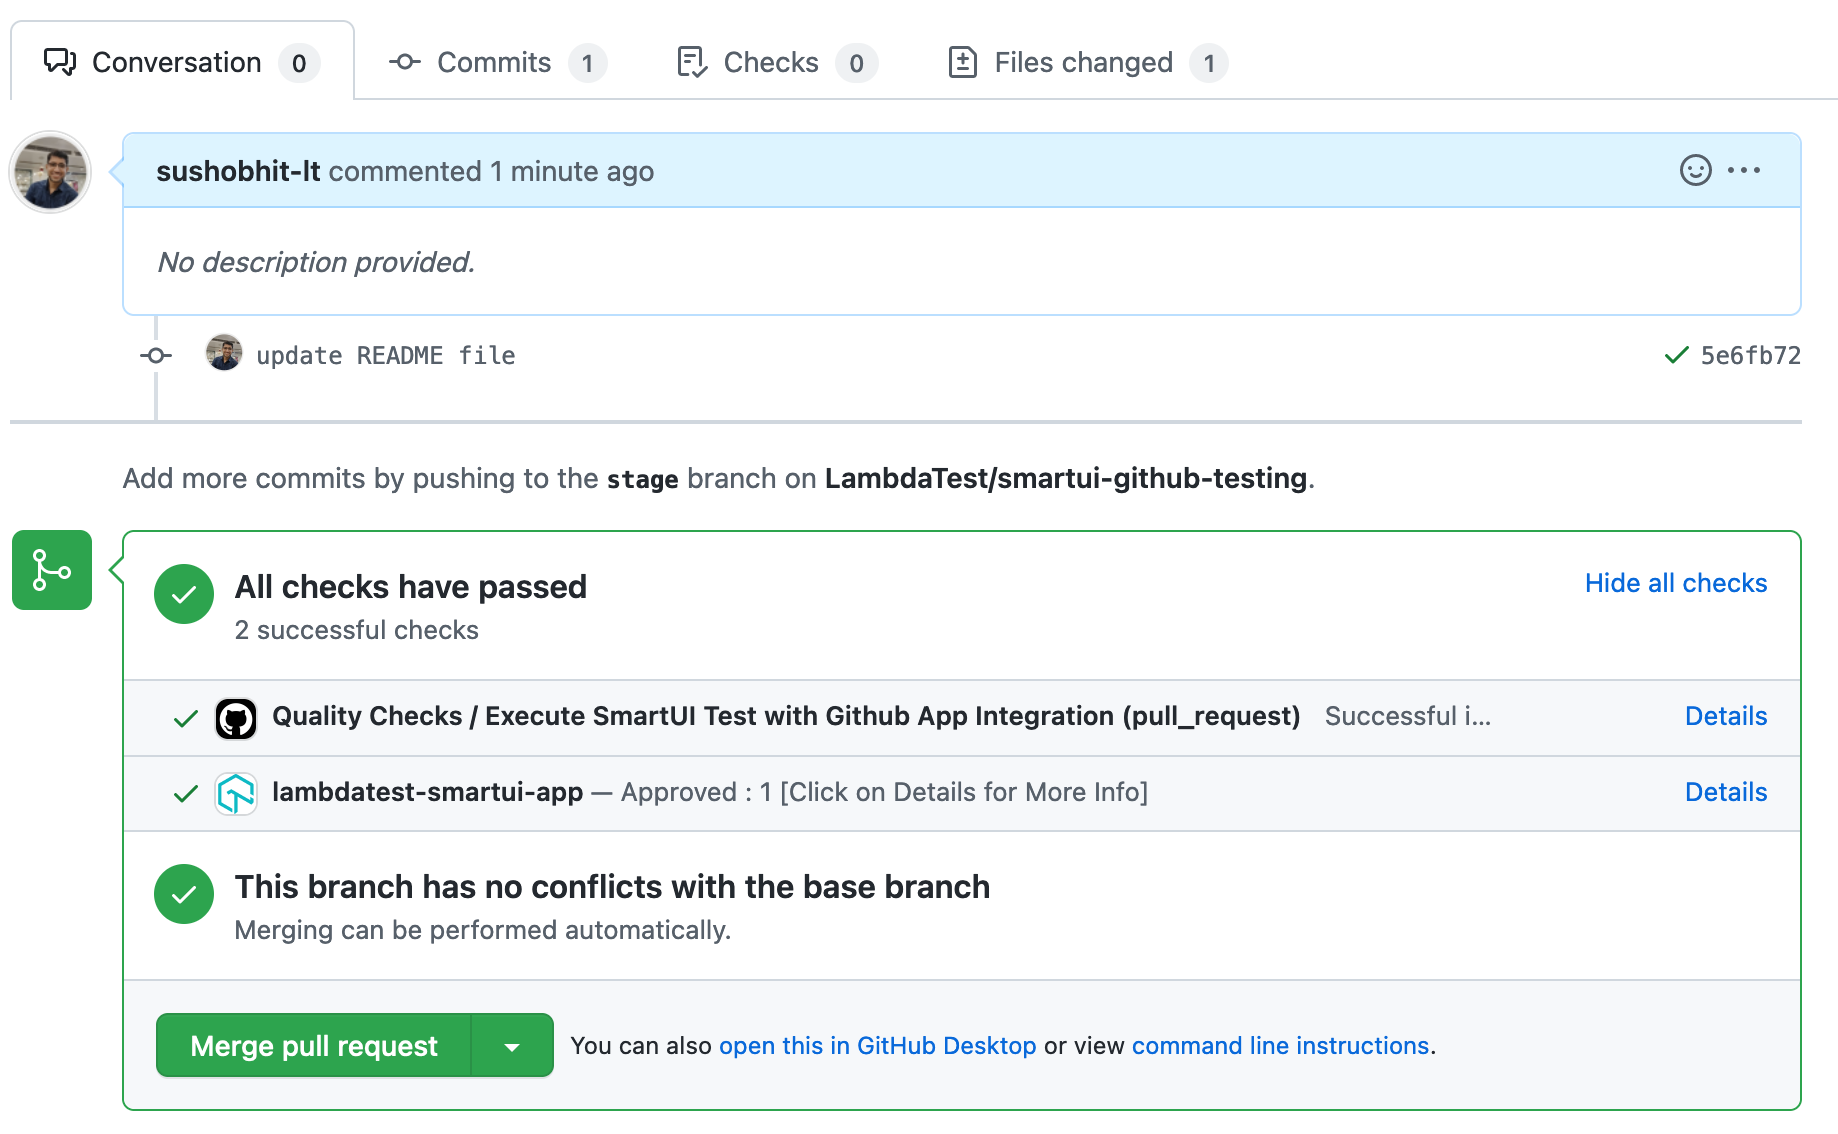 Conversation 0 Commits 1 Checks 0 Files changed 1
sushobhit-lt commented 1 minute ago
No description provided.
update README file 5e6fb72
Add more commits by pushing to the stage branch on LambdaTest/smartui-github-testing.
All checks have passed Hide all checks
2 successful checks
Quality Checks / Execute SmartUI Test with Github App Integration (pull_request) Successful i... Details
lambdatest-smartui-app — Approved : 1 [Click on Details for More Info] Details
This branch has no conflicts with the base branch
Merging can be performed automatically.
Merge pull request You can also open this in GitHub Desktop or view command line instructions.